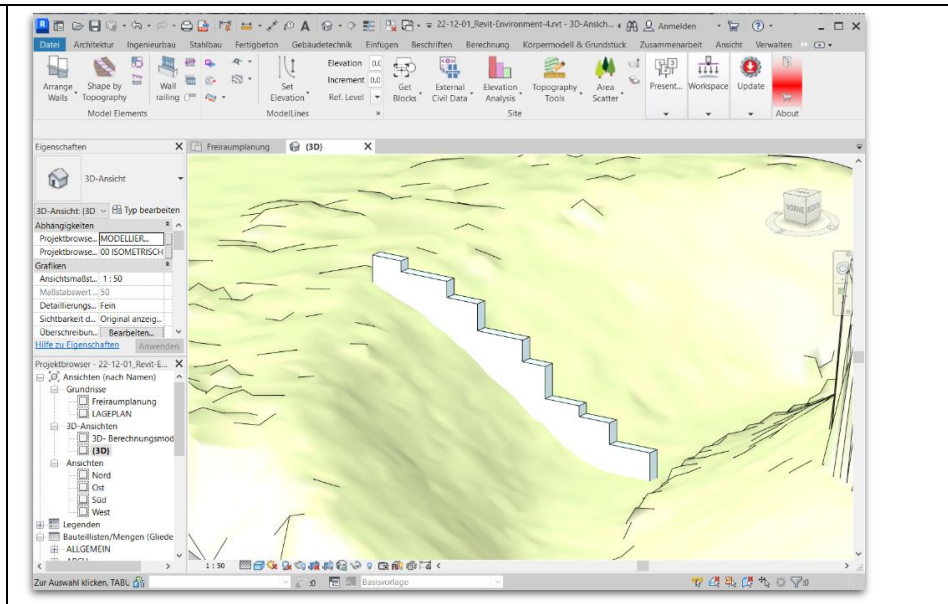 22-12-01_Revit-Environment-4.rvt - 3D-Ansich... Anmelden
Datei Architektur Ingenieurbau Stahlbau Fertigbeton Gebäudetechnik Einfügen Beschriften Berechnung Körpermodell & Grundstück Zusammenarbeit Ansicht Verwalten
Arrange Walls
Shape by Topography
Wall railing
Model Elements
Set Elevation
Elevation 0.0
Increment 0.0
Ref. Level
ModelLines
Get Blocks
External Civil Data
Elevation Analysis
Topography Tools
Area Scatter
Site
Present...
Workspace
Update
About
Eigenschaften X
Freiraumplanung
{3D} X
3D-Ansicht
3D-Ansicht: {3D
Typ bearbeiten
Abhängigkeiten
Projektbrowse... MODELLIER...
Projektbrowse... 00 ISOMETRISCH
Grafiken
Ansichtsmaßst... 1 : 50
Maßstabswert ... 50
Detaillierungs... Fein
Sichtbarkeit d... Original anzeig...
Überschreibun... Bearbeiten...
Hilfe zu Eigenschaften Anwenden
Projektbrowser - 22-12-01_Revit-E... X
Ansichten (nach Namen)
Grundrisse
Freiraumplanung
LAGEPLAN
3D-Ansichten
3D- Berechnungsmod
{3D}
Ansichten
Nord
Ost
Süd
West
Legenden
Bauteillisten/Mengen (Gliede
ALLGEMEIN
VORNE
1 : 50
Zur Auswahl klicken, TABU
:0
Basisvorlage
:0